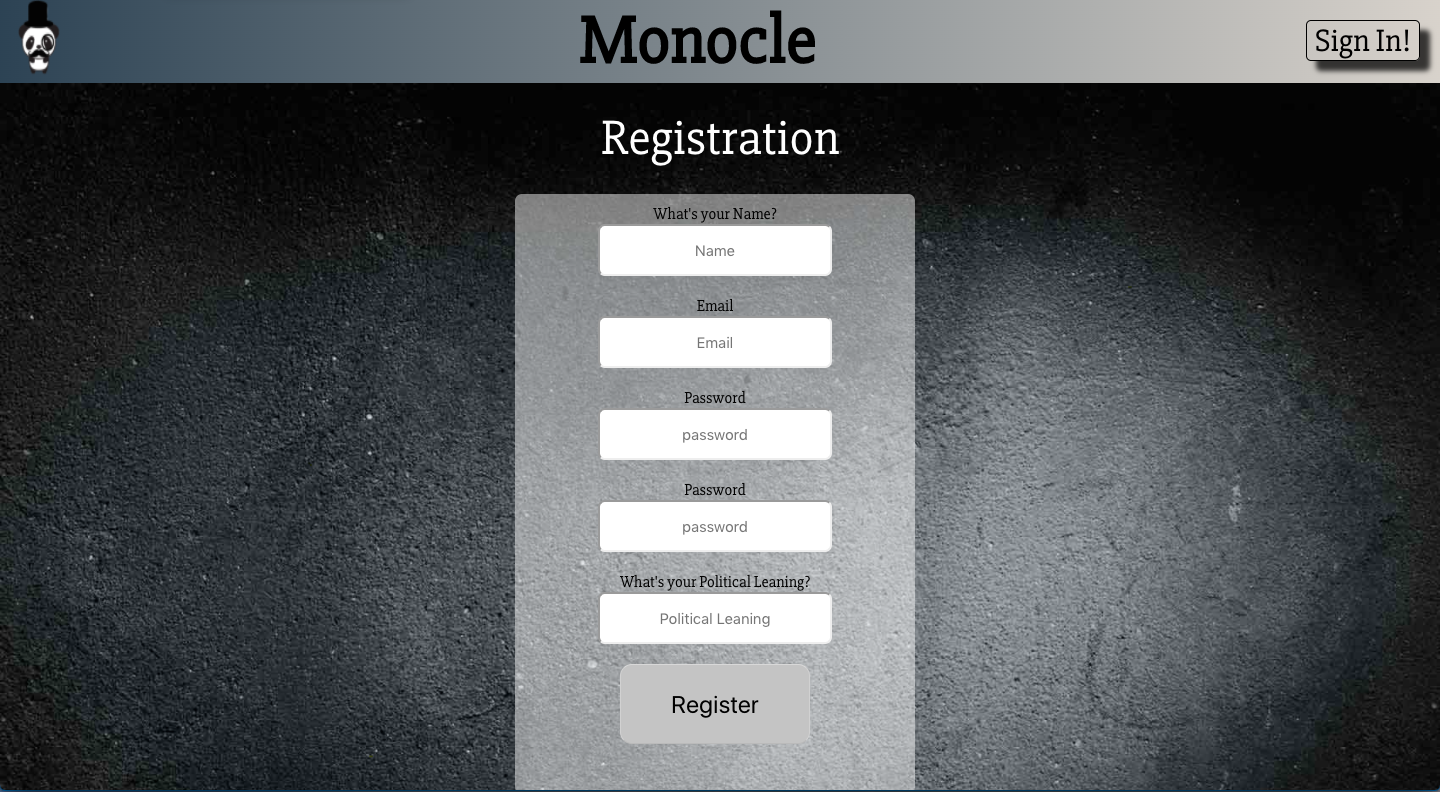 Monocle
Sign In!
Registration
What's your Name?
Name
Email
Email
Password
password
Password
password
What's your Political Leaning?
Political Leaning
Register